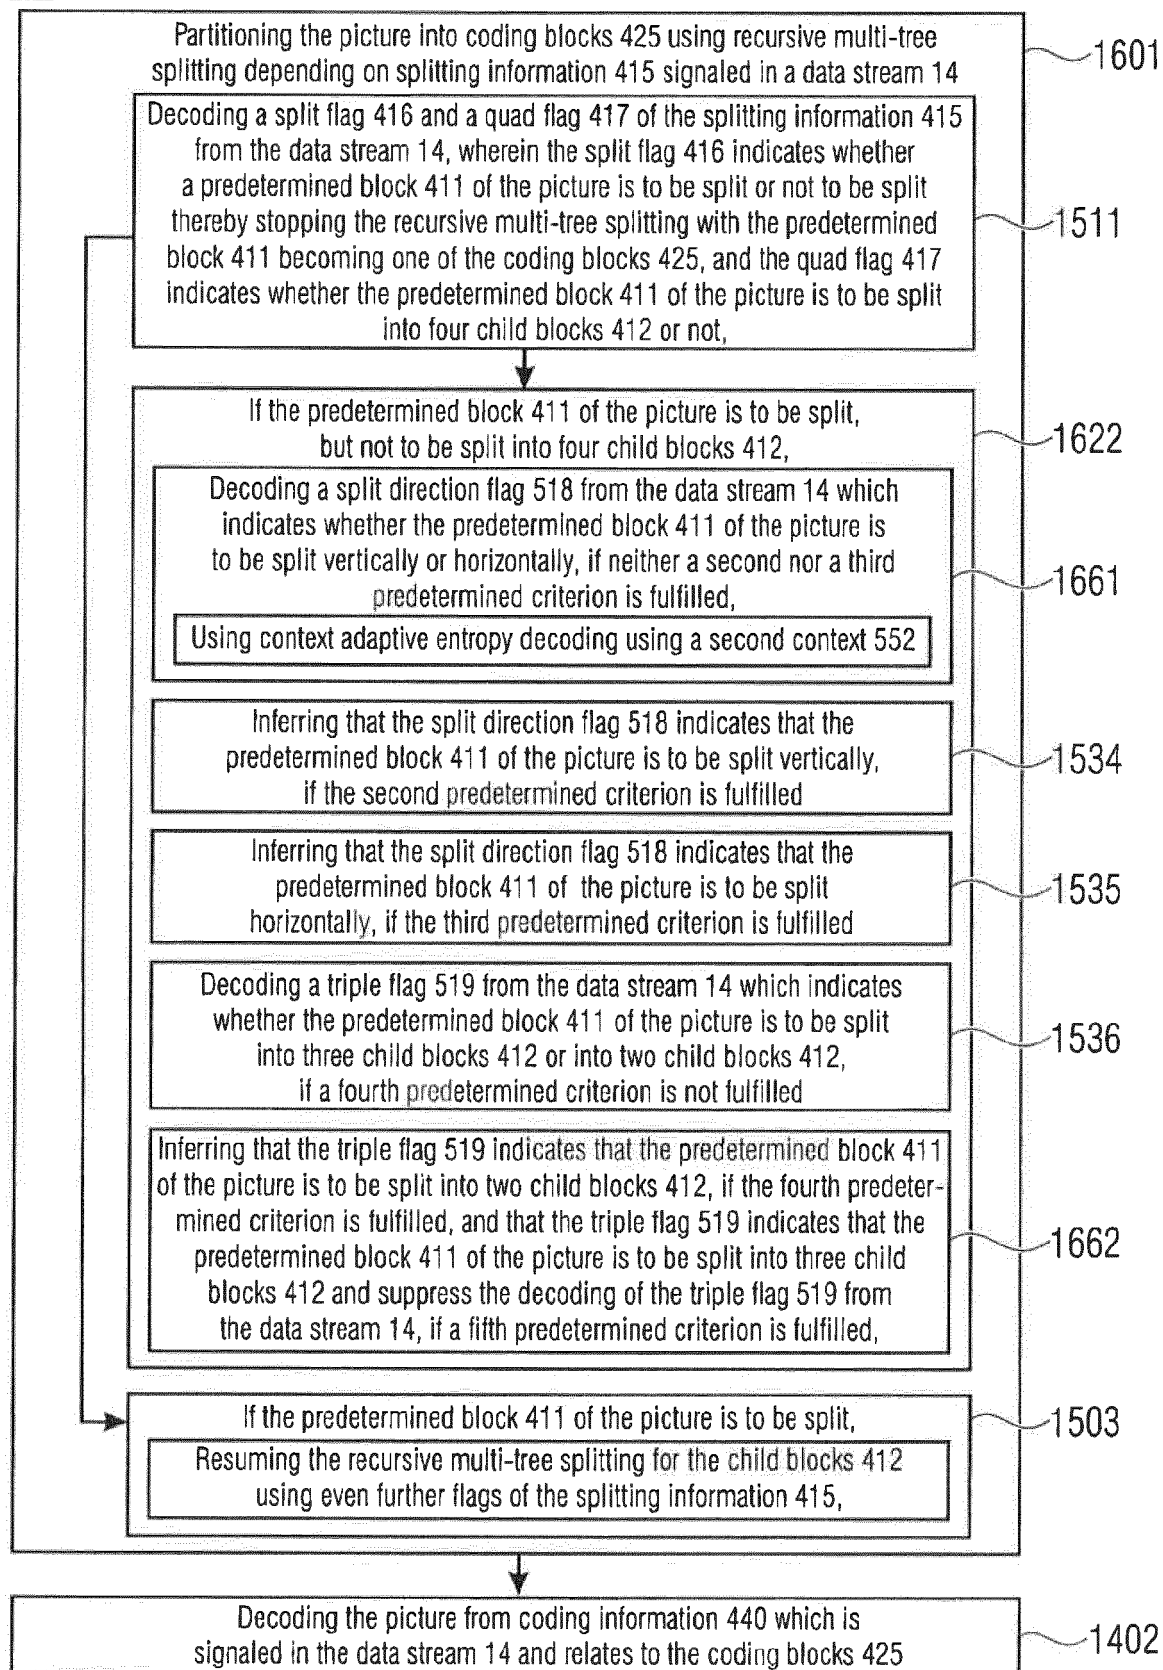 Partitioning the picture into coding blocks 425 using recursive multi-tree
splitting depending on splitting information 415 signaled in a data stream 14
1601
Decoding a split flag 416 and a quad flag 417 of the splitting information 415
from the data stream 14, wherein the split flag 416 indicates whether
a predetermined block 411 of the picture is to be split or not to be split
thereby stopping the recursive multi-tree splitting with the predetermined
block 411 becoming one of the coding blocks 425, and the quad flag 417
indicates whether the predetermined block 411 of the picture is to be split
into four child blocks 412 or not,
1511
If the predetermined block 411 of the picture is to be split,
but not to be split into four child blocks 412,
1622
Decoding a split direction flag 518 from the data stream 14 which
indicates whether the predetermined block 411 of the picture is
to be split vertically or horizontally, if neither a second nor a third
predetermined criterion is fulfilled,
1661
Using context adaptive entropy decoding using a second context 552
Inferring that the split direction flag 518 indicates that the
predetermined block 411 of the picture is to be split vertically,
if the second predetermined criterion is fulfilled
1534
Inferring that the split direction flag 518 indicates that the
predetermined block 411 of the picture is to be split
horizontally, if the third predetermined criterion is fulfilled
1535
Decoding a triple flag 519 from the data stream 14 which indicates
whether the predetermined block 411 of the picture is to be split
into three child blocks 412 or into two child blocks 412,
if a fourth predetermined criterion is not fulfilled
1536
Inferring that the triple flag 519 indicates that the predetermined block 411
of the picture is to be split into two child blocks 412, if the fourth predeter-
mined criterion is fulfilled, and that the triple flag 519 indicates that the
predetermined block 411 of the picture is to be split into three child
blocks 412 and suppress the decoding of the triple flag 519 from
the data stream 14, if a fifth predetermined criterion is fulfilled,
1662
If the predetermined block 411 of the picture is to be split,
1503
Resuming the recursive multi-tree splitting for the child blocks 412
using even further flags of the splitting information 415,
Decoding the picture from coding information 440 which is
signaled in the data stream 14 and relates to the coding blocks 425
1402